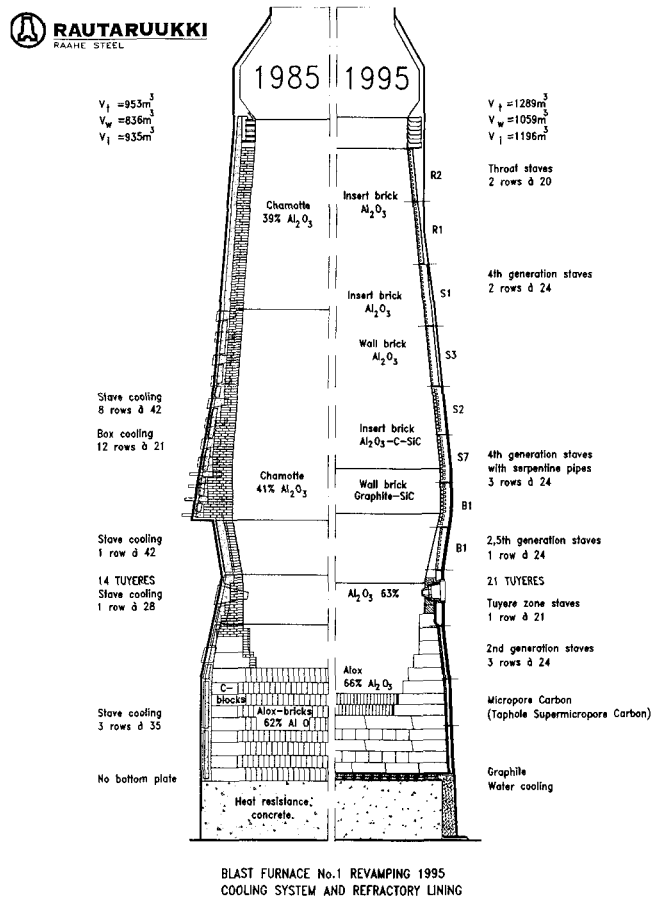 RAUTARUUKKI
RAAHE STEEL
1985
1995
V t =953m³
V w =836m³
V i =935m³
V t =1289m³
V w =1059m³
V i =1196m³
Chamotte
39% Al₂O₃
Stave cooling
8 rows à 42
Box cooling
12 rows à 21
Chamotte
41% Al₂O₃
Stave cooling
1 row à 42
14 TUYERES
Stave cooling
1 row à 28
C-
blocks
Alox-bricks
62% Al O
Stave cooling
3 rows à 35
No bottom plate
Heat resistance
concrete.
Insert brick
Al₂O₃
Insert brick
Al₂O₃
Wall brick
Al₂O₃
Insert brick
Al₂O₃-C-SiC
Wall brick
Graphite-SiC
Al₂O₃ 63%
Alox
66% Al₂O₃
R2
R1
S1
S3
S2
S7
B1
B1
Throat staves
2 rows à 20
4th generation staves
2 rows à 24
4th generation staves
with serpentine pipes
3 rows à 24
2,5th generation staves
1 row à 24
21 TUYERES
Tuyere zone staves
1 row à 21
2nd generation staves
3 rows à 24
Micropore Carbon
(Taphole Supermicropore Carbon)
Graphite
Water cooling
BLAST FURNACE No.1 REVAMPING 1995
COOLING SYSTEM AND REFRACTORY LINING